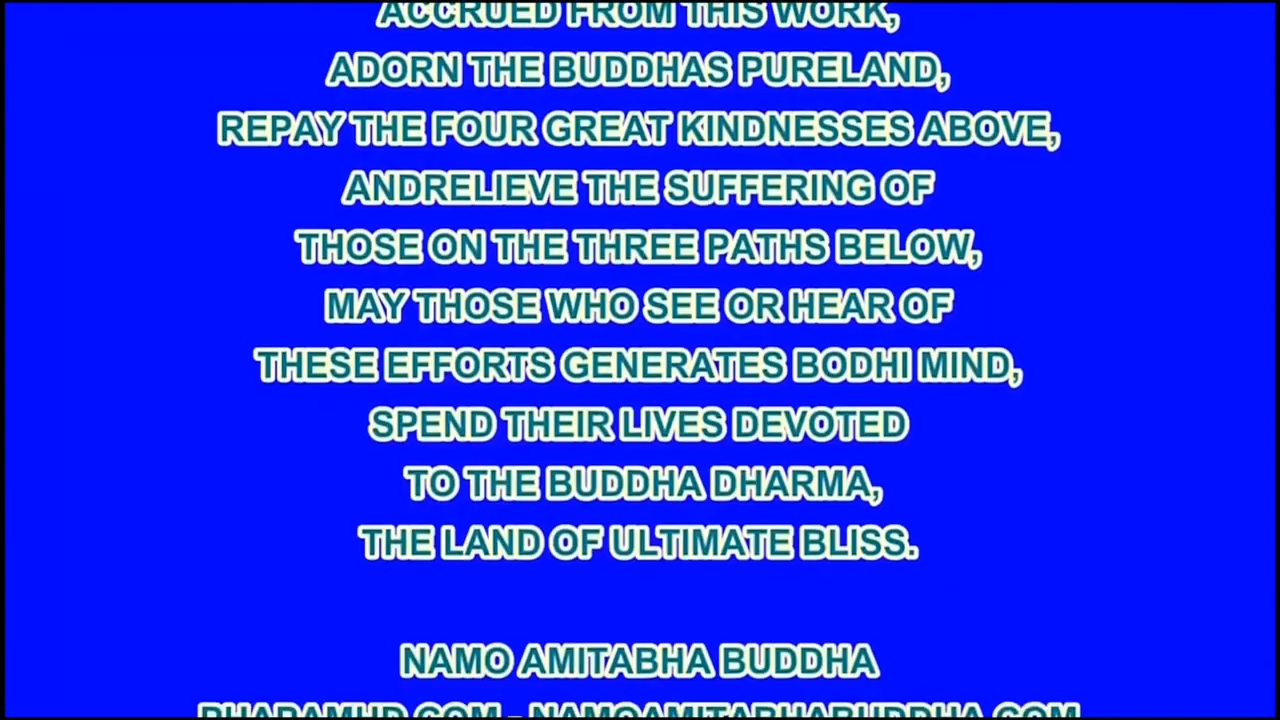 ACCRUED FROM THIS WORK,
ADORN THE BUDDHAS PURELAND,
REPAY THE FOUR GREAT KINDNESSES ABOVE,
ANDRELIEVE THE SUFFERING OF
THOSE ON THE THREE PATHS BELOW,
MAY THOSE WHO SEE OR HEAR OF
THESE EFFORTS GENERATES BODHI MIND,
SPEND THEIR LIVES DEVOTED
TO THE BUDDHA DHARMA,
THE LAND OF ULTIMATE BLISS.
NAMO AMITABHA BUDDHA
- NAMOAMITABHABUDDHA.COM